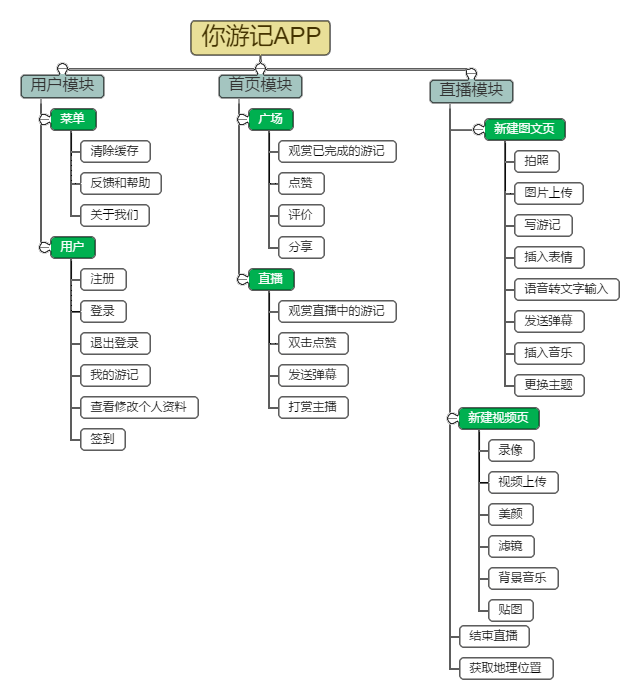 你游记APP
用户模块
菜单
清除缓存
反馈和帮助
关于我们
用户
注册
登录
退出登录
我的游记
查看修改个人资料
签到
首页模块
广场
观赏已完成的游记
点赞
评价
分享
直播
观赏直播中的游记
双击点赞
发送弹幕
打赏主播
直播模块
新建图文页
拍照
图片上传
写游记
插入表情
语音转文字输入
发送弹幕
插入音乐
更换主题
新建视频页
录像
视频上传
美颜
滤镜
背景音乐
贴图
结束直播
获取地理位置